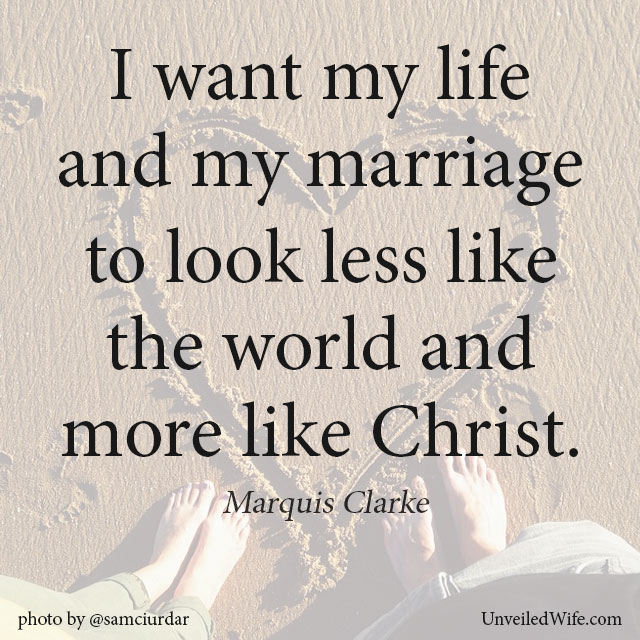 I want my life
and my marriage
to look less like
the world and
more like Christ.
Marquis Clarke
photo by @samciurdar
UnveiledWife.com